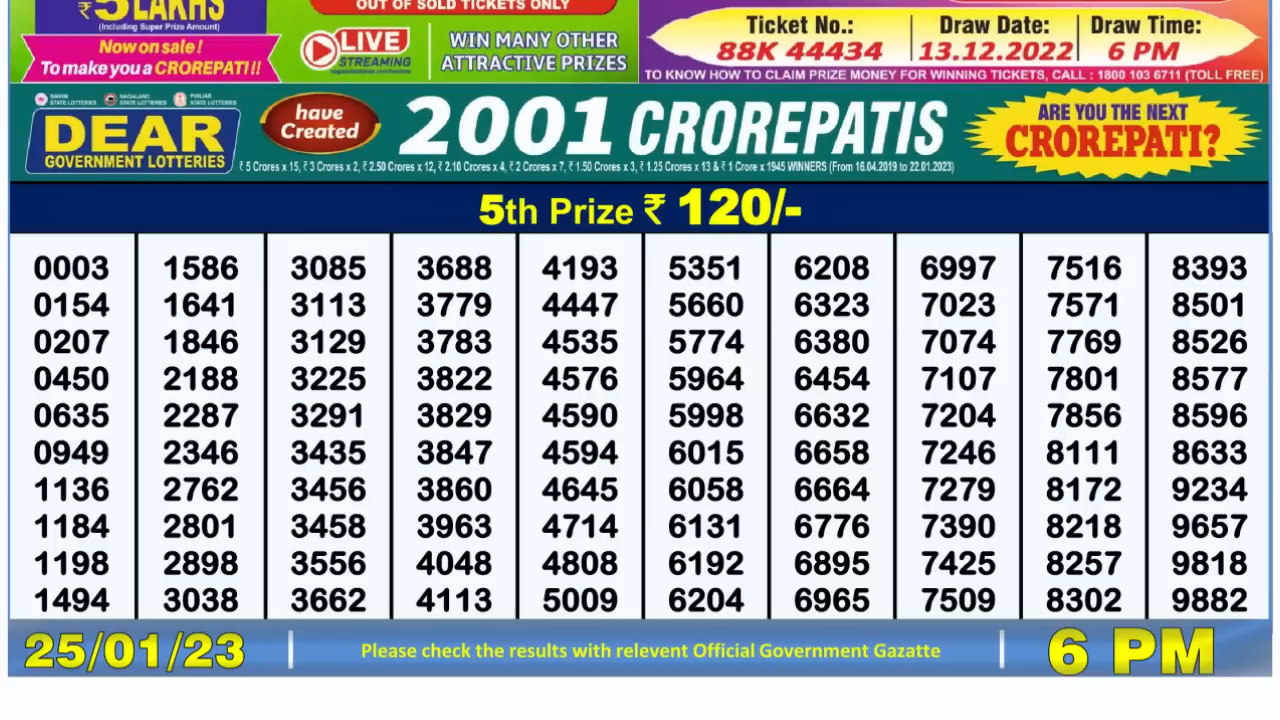 ₹5 LAKHS
(Including Super Prize Amount)
Now on sale!
To make you a CROREPATI!!
OUT OF SOLD TICKETS ONLY
LIVE
STREAMING
WIN MANY OTHER
ATTRACTIVE PRIZES
Ticket No.: Draw Date: Draw Time:
88K 44434 13.12.2022 6 PM
TO KNOW HOW TO CLAIM PRIZE MONEY FOR WINNING TICKETS, CALL : 1800 103 6711 (TOLL FREE)
STATE LOTTERIES
NAGALAND
STATE LOTTERIES
PUNJAB
STATE LOTTERIES
DEAR
GOVERNMENT LOTTERIES
have
Created
2001 CROREPATIS
₹ 5 Crores x 15, ₹ 3 Crores x 2, ₹ 2.50 Crores x 12, ₹ 2.10 Crores x 4, ₹ 2 Crores x 7, ₹ 1.50 Crores x 3, ₹ 1.25 Crores x 13 & ₹ 1 Crore x 1945 WINNERS (From 16.04.2019 to 22.01.2023)
ARE YOU THE NEXT
CROREPATI?
5th Prize ₹ 120/-
0003 1586 3085 3688 4193 5351 6208 6997 7516 8393
0154 1641 3113 3779 4447 5660 6323 7023 7571 8501
0207 1846 3129 3783 4535 5774 6380 7074 7769 8526
0450 2188 3225 3822 4576 5964 6454 7107 7801 8577
0635 2287 3291 3829 4590 5998 6632 7204 7856 8596
0949 2346 3435 3847 4594 6015 6658 7246 8111 8633
1136 2762 3456 3860 4645 6058 6664 7279 8172 9234
1184 2801 3458 3963 4714 6131 6776 7390 8218 9657
1198 2898 3556 4048 4808 6192 6895 7425 8257 9818
1494 3038 3662 4113 5009 6204 6965 7509 8302 9882
25/01/23 Please check the results with relevent Official Government Gazatte 6 PM